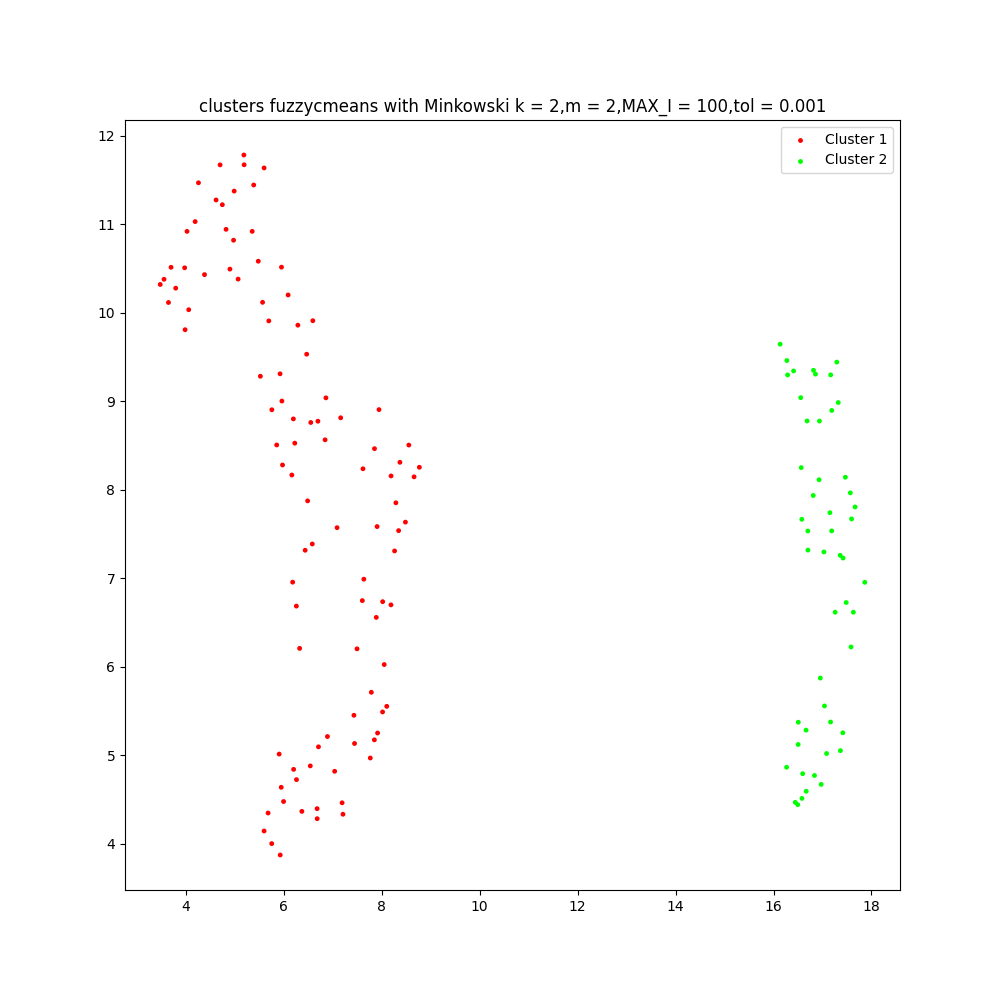 clusters fuzzycmeans with Minkowski k = 2,m = 2,MAX_I = 100,tol = 0.001
Cluster 1
Cluster 2
12
11
10
9
8
7
6
5
4
4 6 8 10 12 14 16 18